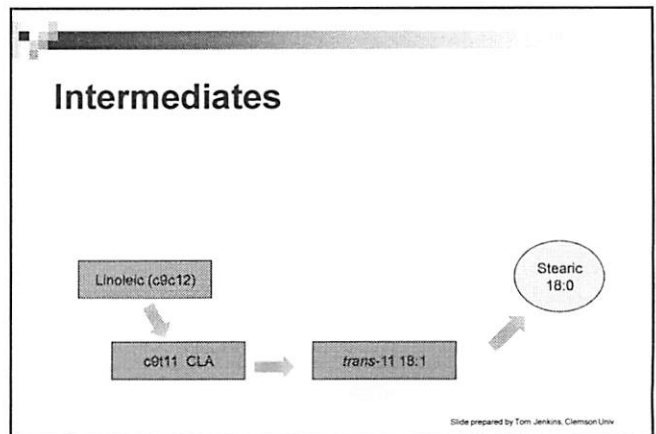 Intermediates
Linoleic (c9c12)
Stearic
18:0
c9t11 CLA
trans-11 18:1
Slide prepared by Tom Jenkins, Clemson Univ